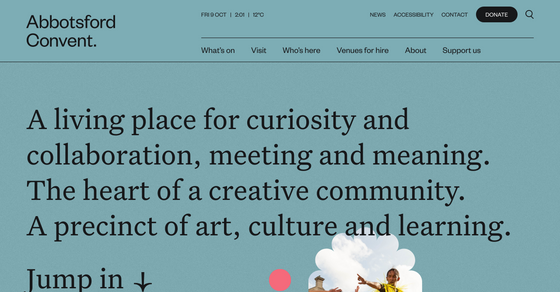 Abbotsford
Convent.
FRI 9 OCT | 2:01 | 12°C
NEWS ACCESSIBILITY CONTACT DONATE
What's on Visit Who's here Venues for hire About Support us
A living place for curiosity and
collaboration, meeting and meaning.
The heart of a creative community.
A precinct of art, culture and learning.
Jump in